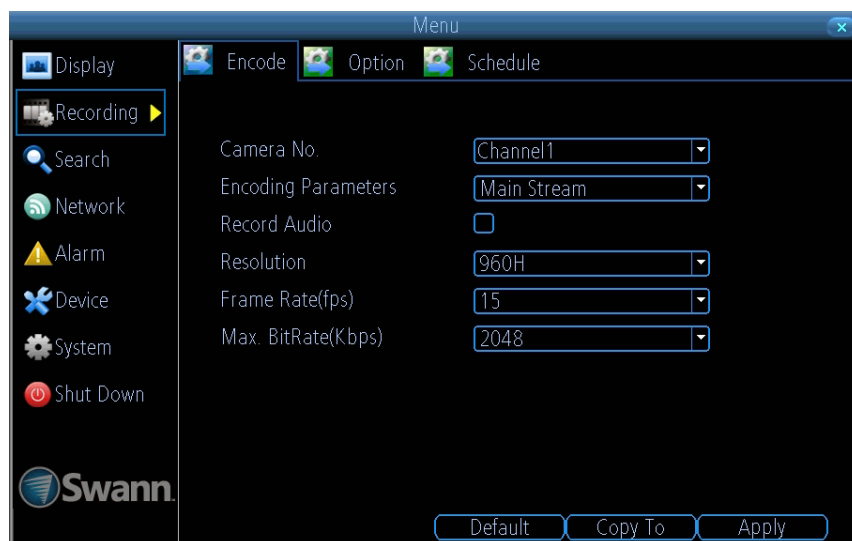 Menu
Display
Recording
Search
Network
Alarm
Device
System
Shut Down
Swann.
Encode Option Schedule
Camera No. Channel1
Encoding Parameters Main Stream
Record Audio
Resolution 960H
Frame Rate(fps) 15
Max. BitRate(Kbps) 2048
Default Copy To Apply